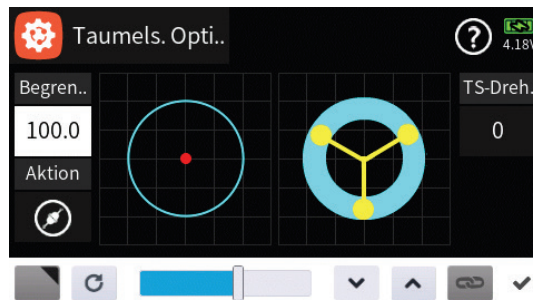 Taumels. Opti..
?
4.18V
Begren..
TS-Dreh.
100.0
0
Aktion